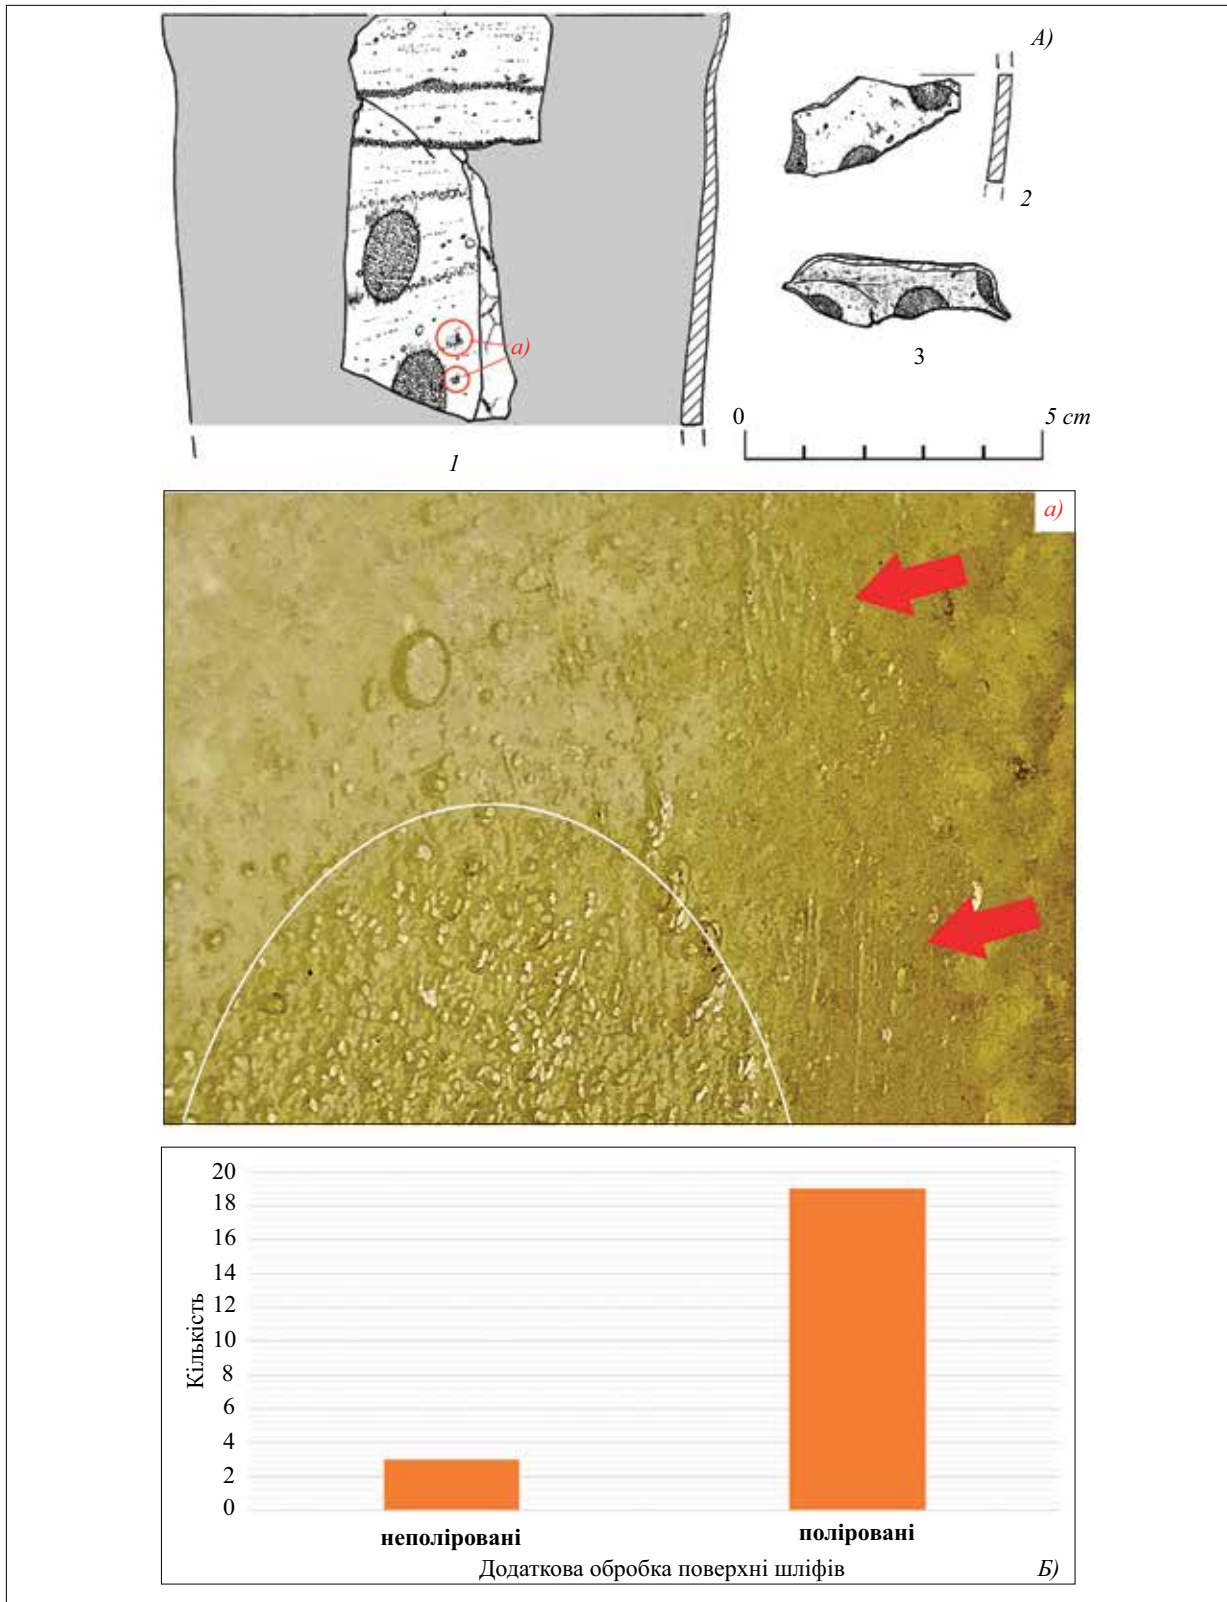 А)
2
а)
3
0 5 cm
1
а)
20
18
16
14
12
10
8
6
4
2
0
Кількість
неполіровані поліровані
Додаткова обробка поверхні шліфів
Б)